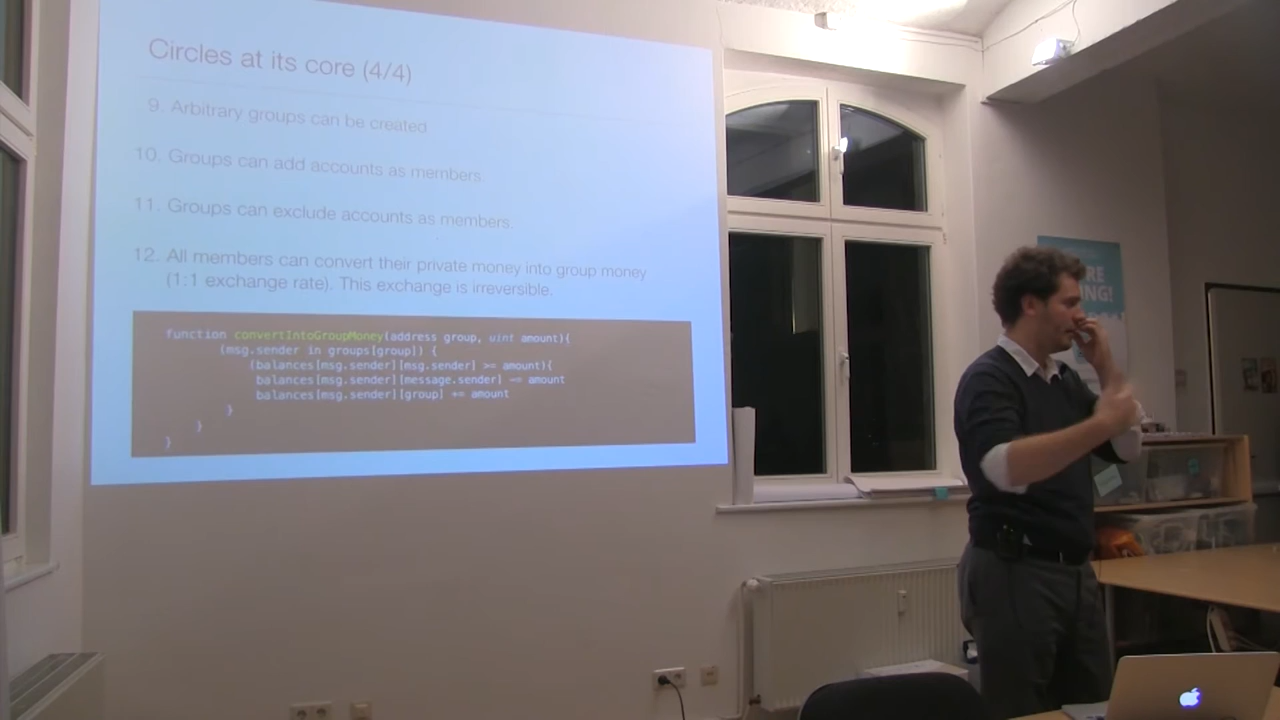 Circles at its core (4/4)
9. Arbitrary groups can be created
10. Groups can add accounts as members.
11. Groups can exclude accounts as members.
12. All members can convert their private money into group money
(1:1 exchange rate). This exchange is irreversible.
function convertIntoGroupMoney(address group, uint amount){
(msg.sender in groups[group]) {
(balances[msg.sender][msg.sender] >= amount){
balances[msg.sender][message.sender] -= amount
balances[msg.sender][group] += amount
}
}
}